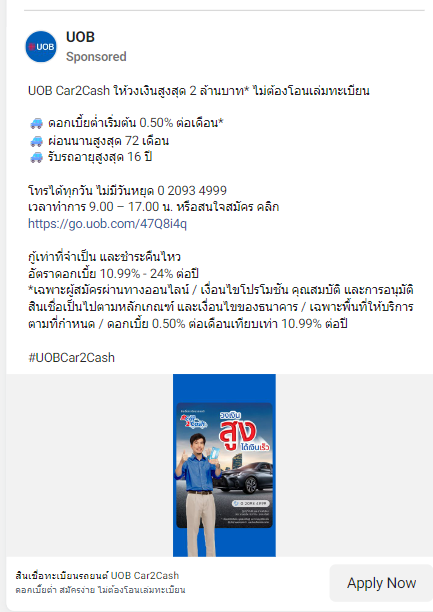 UOB
UOB
Sponsored
UOB Car2Cash ให้วงเงินสูงสุด 2 ล้านบาท* ไม่ต้องโอนเล่มทะเบียน
🚙 ดอกเบี้ยต่ำเริ่มต้น 0.50% ต่อเดือน*
🚙 ผ่อนนานสูงสุด 72 เดือน
🚙 รับรถอายุสูงสุด 16 ปี
โทรได้ทุกวัน ไม่มีวันหยุด 0 2093 4999
เวลาทำการ 9.00 – 17.00 น. หรือสนใจสมัคร คลิก
https://go.uob.com/47Q8i4q
กู้เท่าที่จำเป็น และชำระคืนไหว
อัตราดอกเบี้ย 10.99% - 24% ต่อปี
*เฉพาะผู้สมัครผ่านทางออนไลน์ / เงื่อนไขโปรโมชัน คุณสมบัติ และการอนุมัติ
สินเชื่อเป็นไปตามหลักเกณฑ์ และเงื่อนไขของธนาคาร / เฉพาะพื้นที่ให้บริการ
ตามที่กำหนด / ดอกเบี้ย 0.50% ต่อเดือนเทียบเท่า 10.99% ต่อปี
#UOBCar2Cash
วงเงิน
สูง
ได้เงินเร็ว
0 2093 4999
สินเชื่อทะเบียนรถยนต์ UOB Car2Cash
ดอกเบี้ยต่ำ สมัครง่าย ไม่ต้องโอนเล่มทะเบียน
Apply Now